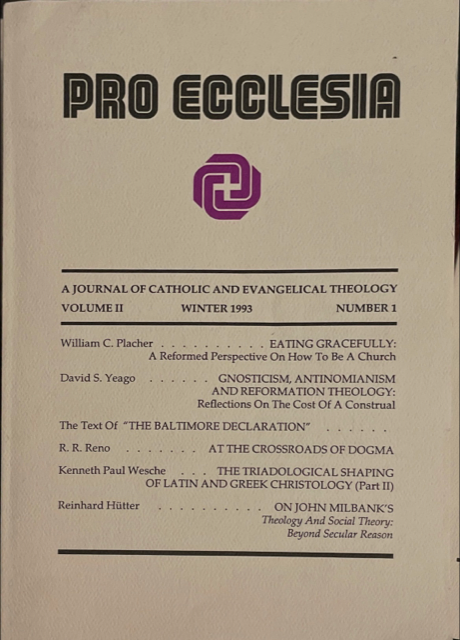 PRO ECCLESIA
A JOURNAL OF CATHOLIC AND EVANGELICAL THEOLOGY
VOLUME II WINTER 1993 NUMBER 1
William C. Placher . . . . . . . . . . EATING GRACEFULLY:
A Reformed Perspective On How To Be A Church
David S. Yeago . . . . . . GNOSTICISM, ANTINOMIANISM
AND REFORMATION THEOLOGY:
Reflections On The Cost Of A Construal
The Text Of "THE BALTIMORE DECLARATION" . . . . . .
R. R. Reno . . . . . . . AT THE CROSSROADS OF DOGMA
Kenneth Paul Wesche . . . THE TRIADOLOGICAL SHAPING
OF LATIN AND GREEK CHRISTOLOGY (Part II)
Reinhard Hütter . . . . . . . . . . ON JOHN MILBANK'S
Theology And Social Theory:
Beyond Secular Reason